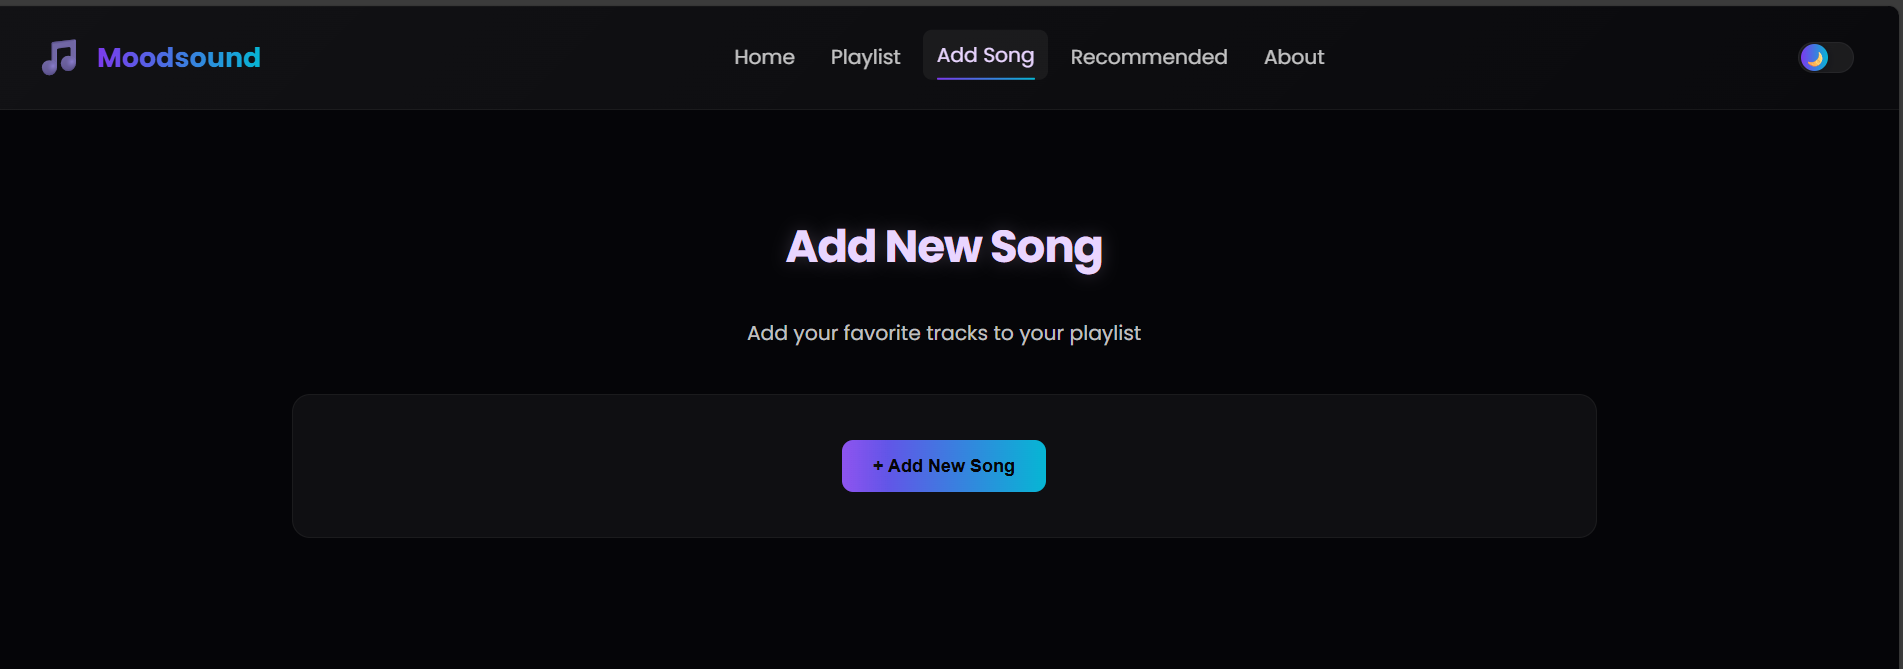 Moodsound
Home
Playlist
Add Song
Recommended
About
Add New Song
Add your favorite tracks to your playlist
+ Add New Song